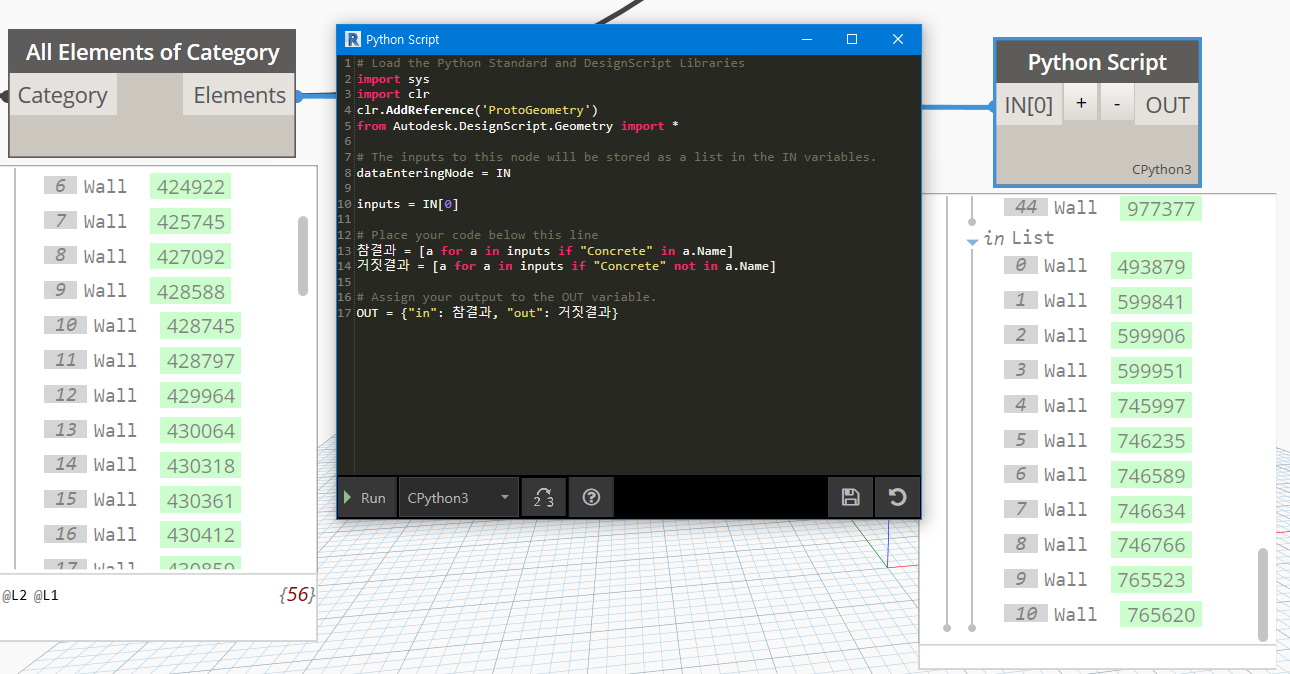 All Elements of Category
Category
Elements
6 Wall 424922
7 Wall 425745
8 Wall 427092
9 Wall 428588
10 Wall 428745
11 Wall 428797
12 Wall 429964
13 Wall 430064
14 Wall 430318
15 Wall 430361
16 Wall 430412
17 Wall 430859
@L2 @L1
{56}
Python Script
1 # Load the Python Standard and DesignScript Libraries
2 import sys
3 import clr
4 clr.AddReference('ProtoGeometry')
5 from Autodesk.DesignScript.Geometry import *
6
7 # The inputs to this node will be stored as a list in the IN variables.
8 dataEnteringNode = IN
9
10 inputs = IN[0]
11
12 # Place your code below this line
13 참결과 = [a for a in inputs if "Concrete" in a.Name]
14 거짓결과 = [a for a in inputs if "Concrete" not in a.Name]
15
16 # Assign your output to the OUT variable.
17 OUT = {"in": 참결과, "out": 거짓결과}
Run
CPython3
2 3
Python Script
IN[0] + - OUT
CPython3
44 Wall 977377
in List
0 Wall 493879
1 Wall 599841
2 Wall 599906
3 Wall 599951
4 Wall 745997
5 Wall 746235
6 Wall 746589
7 Wall 746634
8 Wall 746766
9 Wall 765523
10 Wall 765620